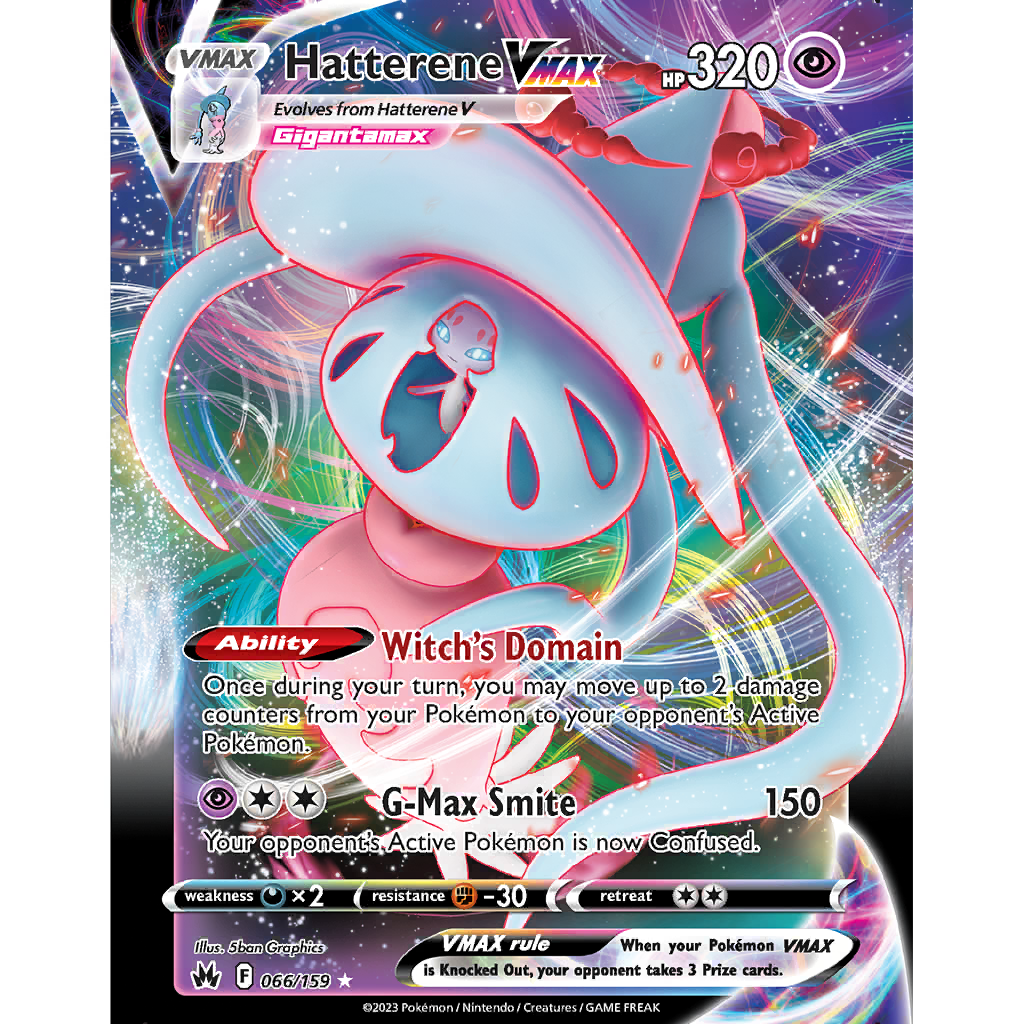 VMAX Hatterene VMAX HP 320
Evolves from Hatterene V
Gigantamax
Ability Witch's Domain
Once during your turn, you may move up to 2 damage
counters from your Pokémon to your opponent's Active
Pokémon.
G-Max Smite 150
Your opponent's Active Pokémon is now Confused.
weakness ×2 resistance -30 retreat
Illus. 5ban Graphics
VMAX rule When your Pokémon VMAX
is Knocked Out, your opponent takes 3 Prize cards.
F 066/159
©2023 Pokémon / Nintendo / Creatures / GAME FREAK